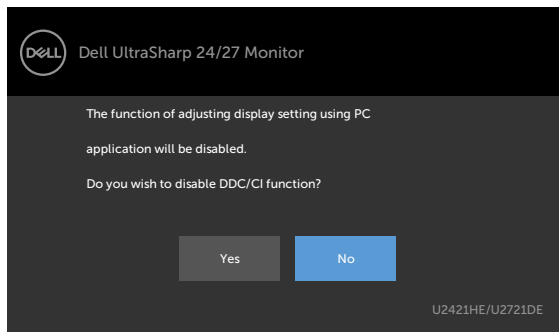 DELL
Dell UltraSharp 24/27 Monitor
The function of adjusting display setting using PC
application will be disabled.
Do you wish to disable DDC/CI function?
Yes
No
U2421HE/U2721DE